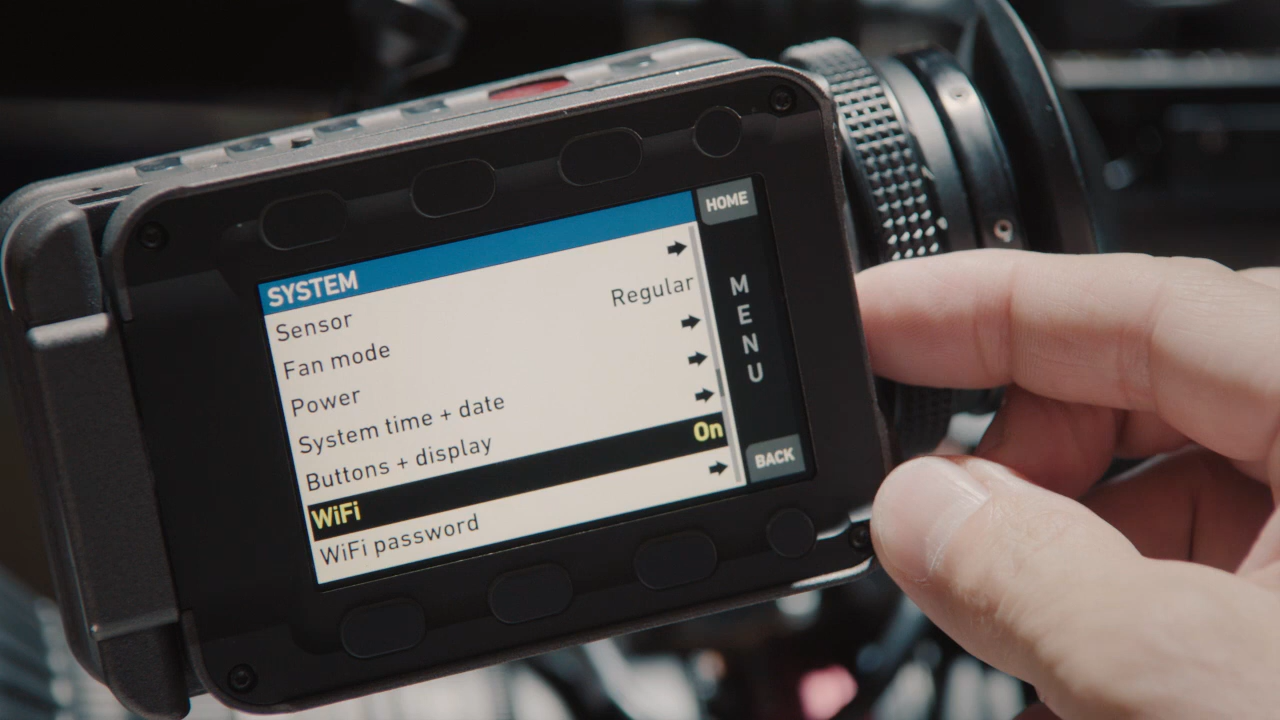 HOME
SYSTEM
Sensor
Fan mode Regular
Power
System time + date
Buttons + display
WiFi On
WiFi password
MENU
BACK